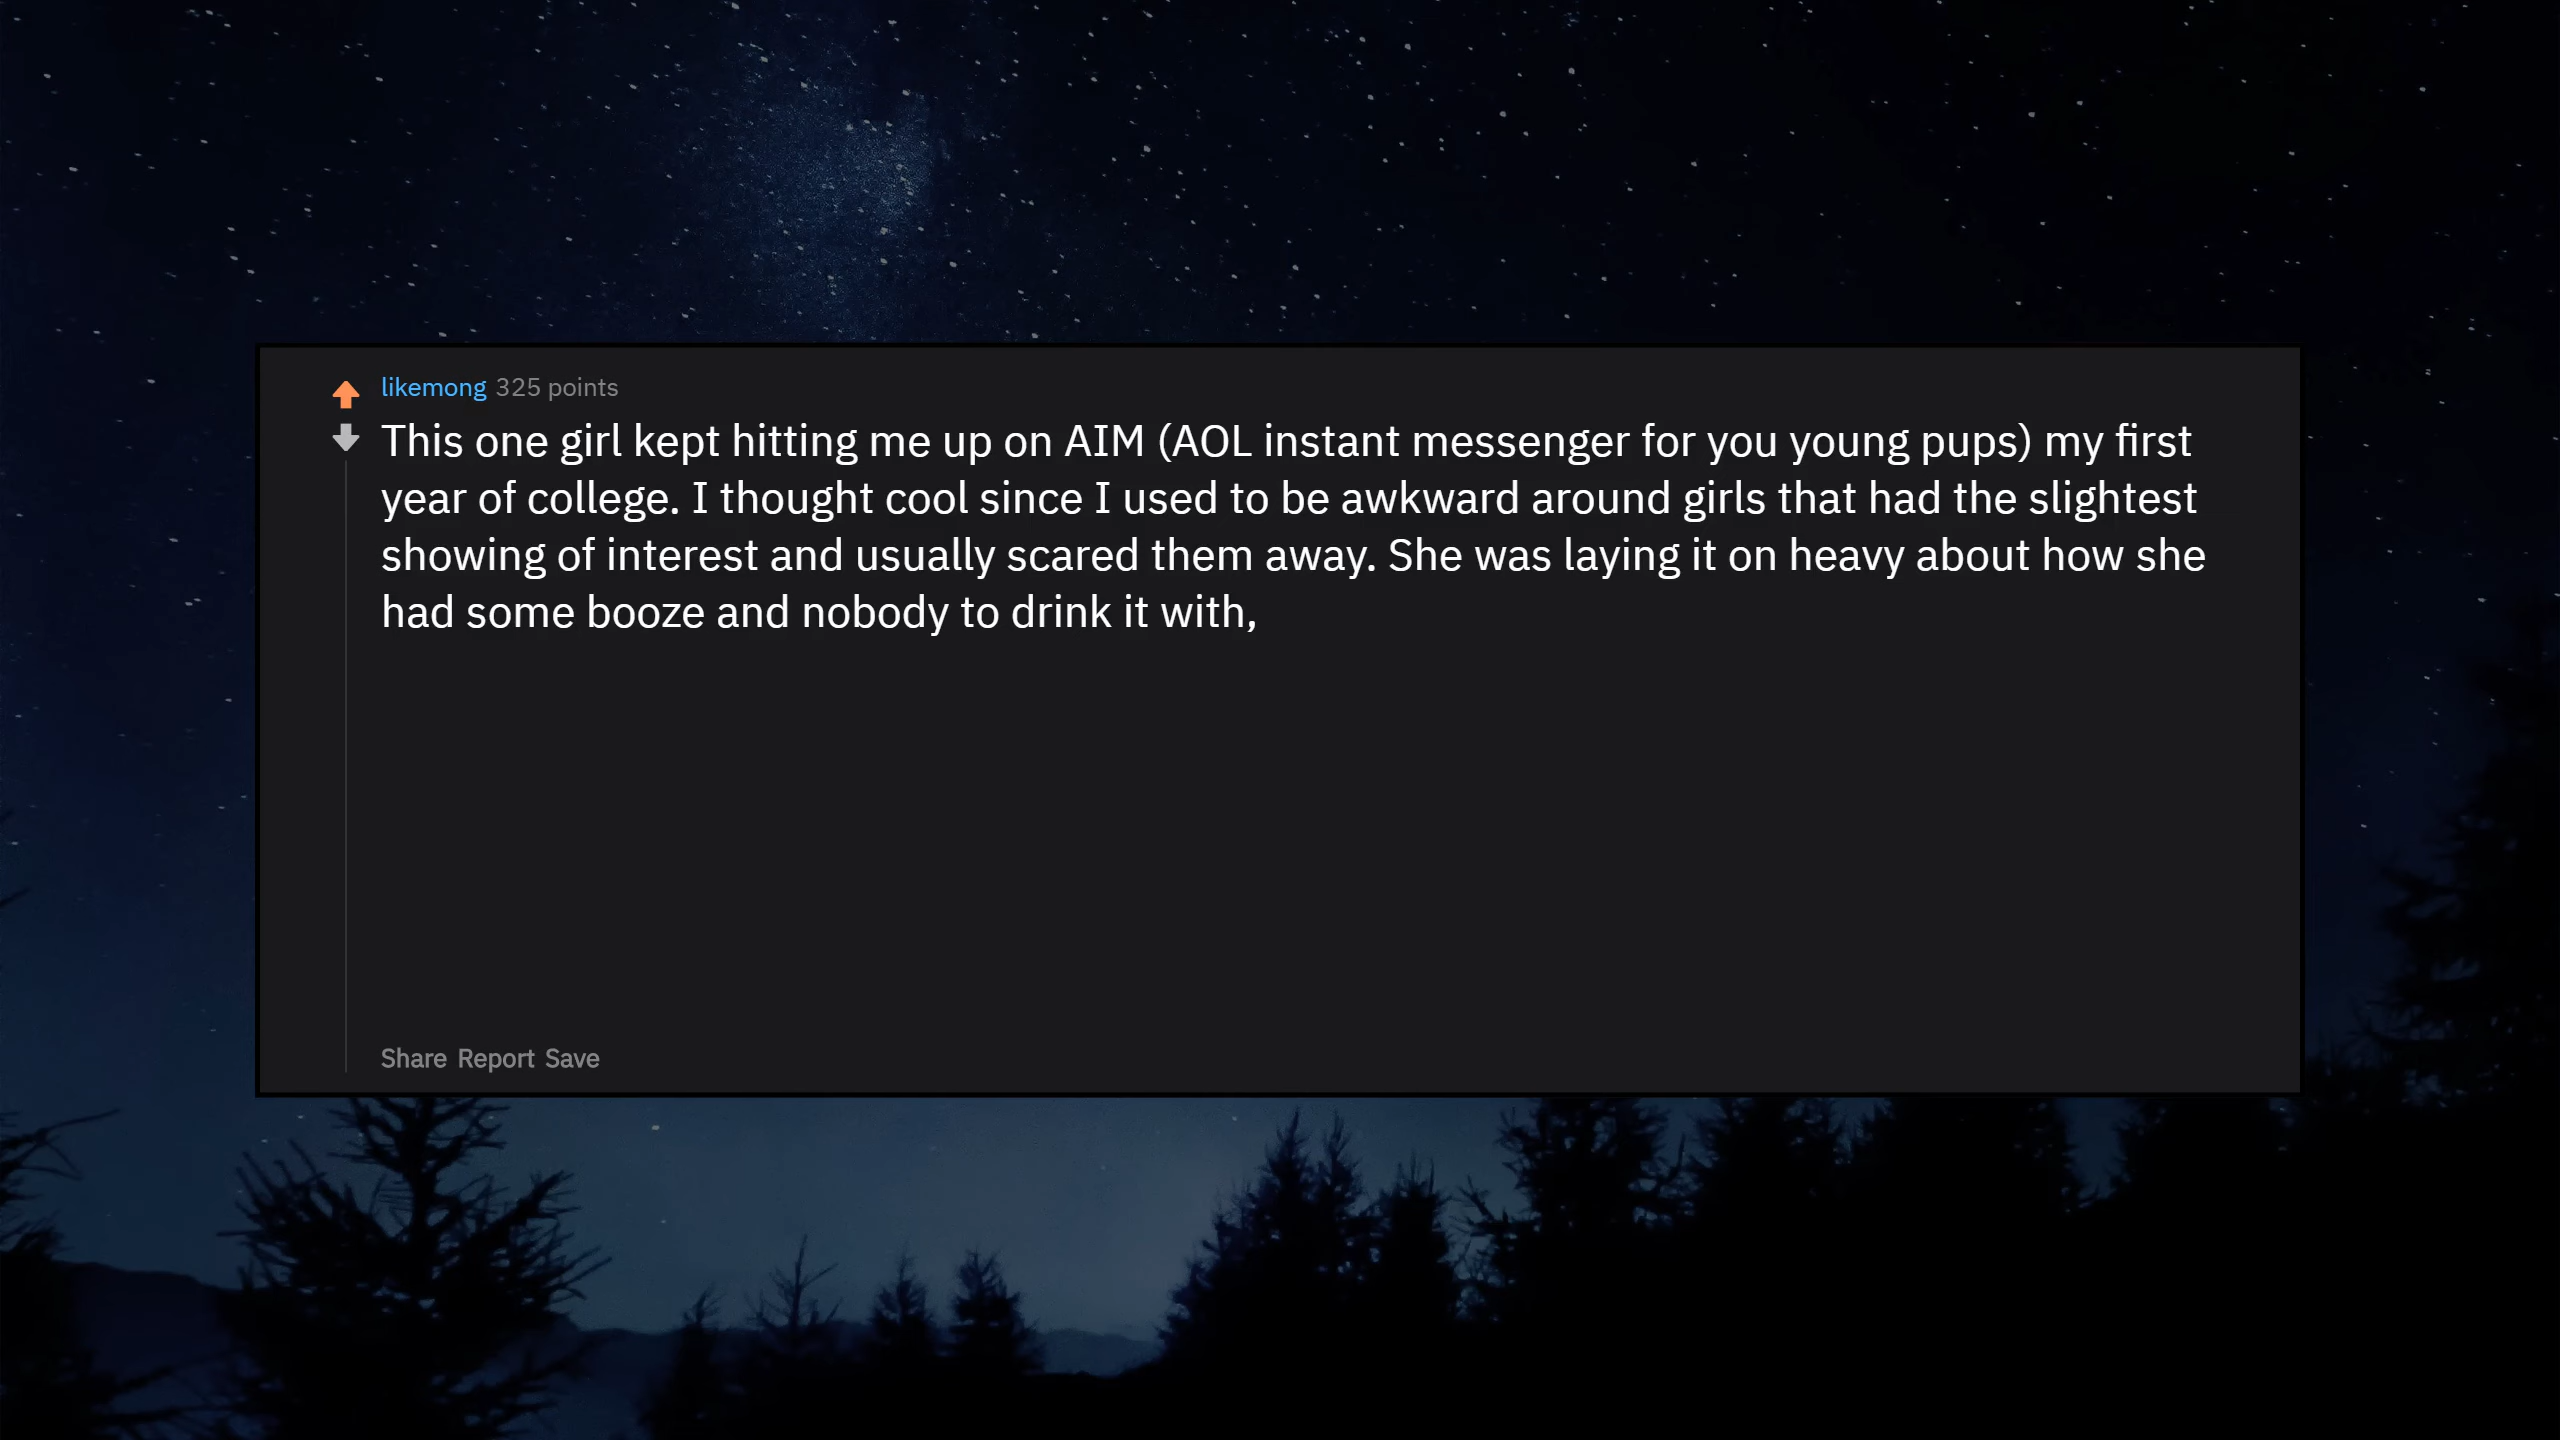 likemong 325 points
This one girl kept hitting me up on AIM (AOL instant messenger for you young pups) my first
year of college. I thought cool since I used to be awkward around girls that had the slightest
showing of interest and usually scared them away. She was laying it on heavy about how she
had some booze and nobody to drink it with,
Share Report Save